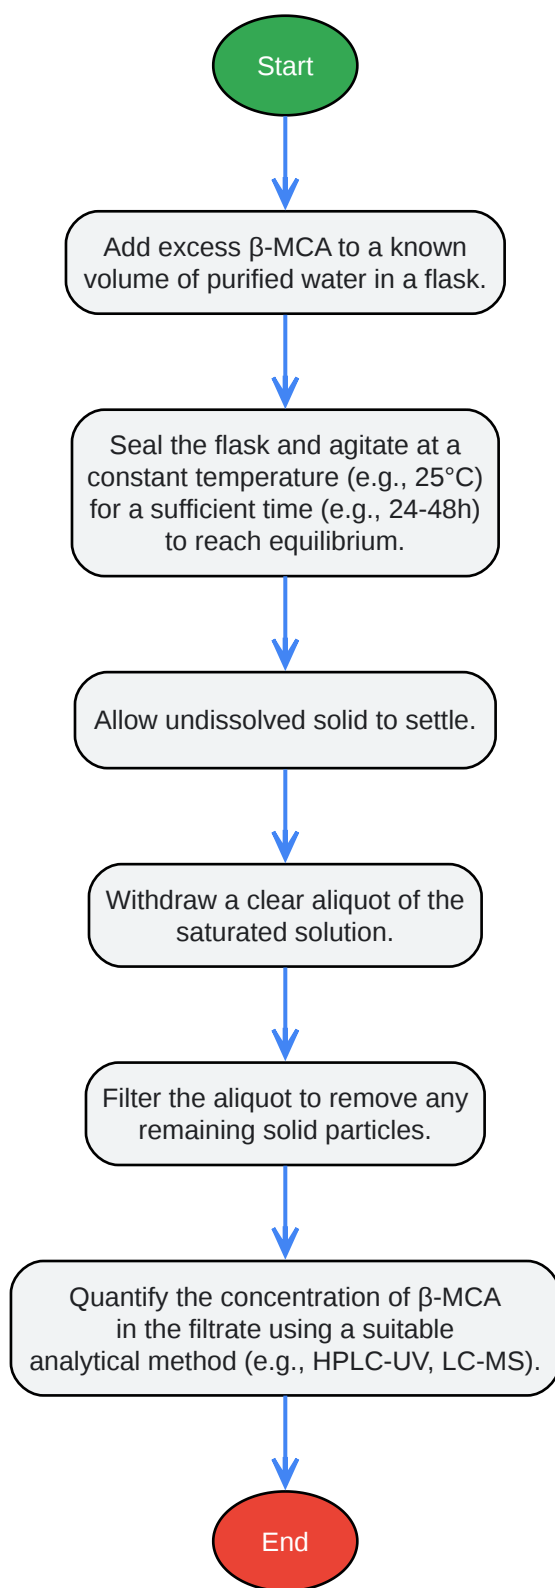 Start
Add excess β-MCA to a known
volume of purified water in a flask.
Seal the flask and agitate at a
constant temperature (e.g., 25°C)
for a sufficient time (e.g., 24-48h)
to reach equilibrium.
Allow undissolved solid to settle.
Withdraw a clear aliquot of the
saturated solution.
Filter the aliquot to remove any
remaining solid particles.
Quantify the concentration of β-MCA
in the filtrate using a suitable
analytical method (e.g., HPLC-UV, LC-MS).
End